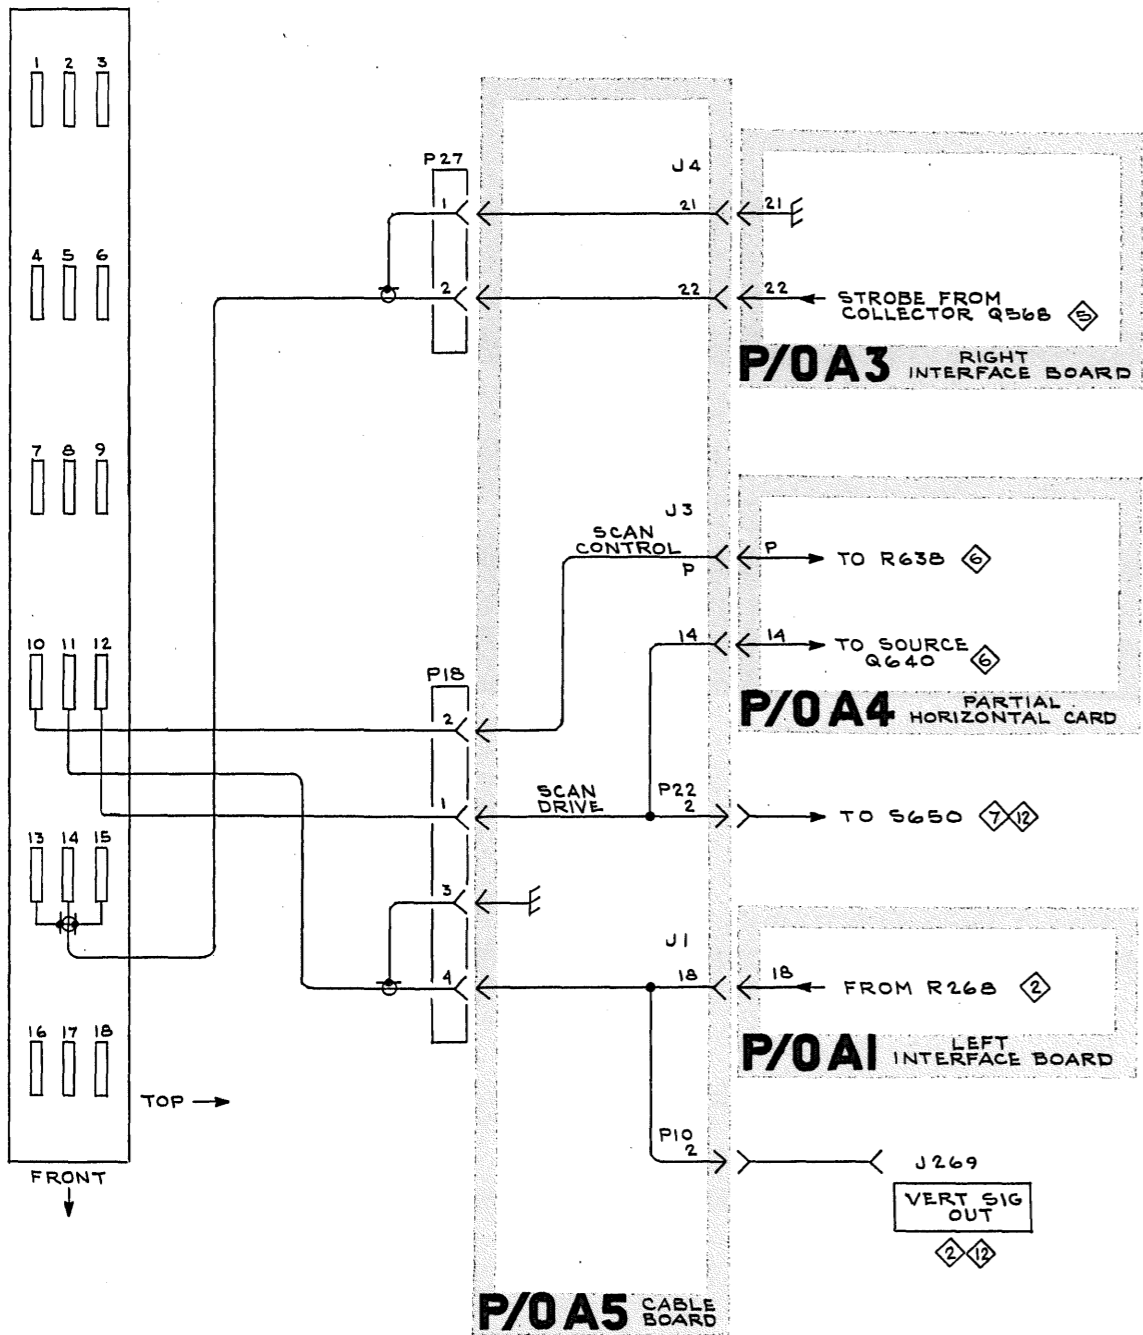 1 2 3
P27
J4
1 21 21
4 5 6
2 22 22
STROBE FROM
COLLECTOR Q568 5
P/O A3 RIGHT
INTERFACE BOARD
7 8 9
J3
SCAN
CONTROL
P P TO R638 6
10 11 12
14 14 TO SOURCE
Q640 6
P18
P/O A4 PARTIAL
HORIZONTAL CARD
2
SCAN
DRIVE
1 P22
2 TO S650 7 12
13 14 15
3
J1
4 18 18 FROM R268 2
P/O A1 LEFT
INTERFACE BOARD
16 17 18
TOP
P10
2
J269
FRONT
VERT SIG
OUT
2 12
P/O A5 CABLE
BOARD